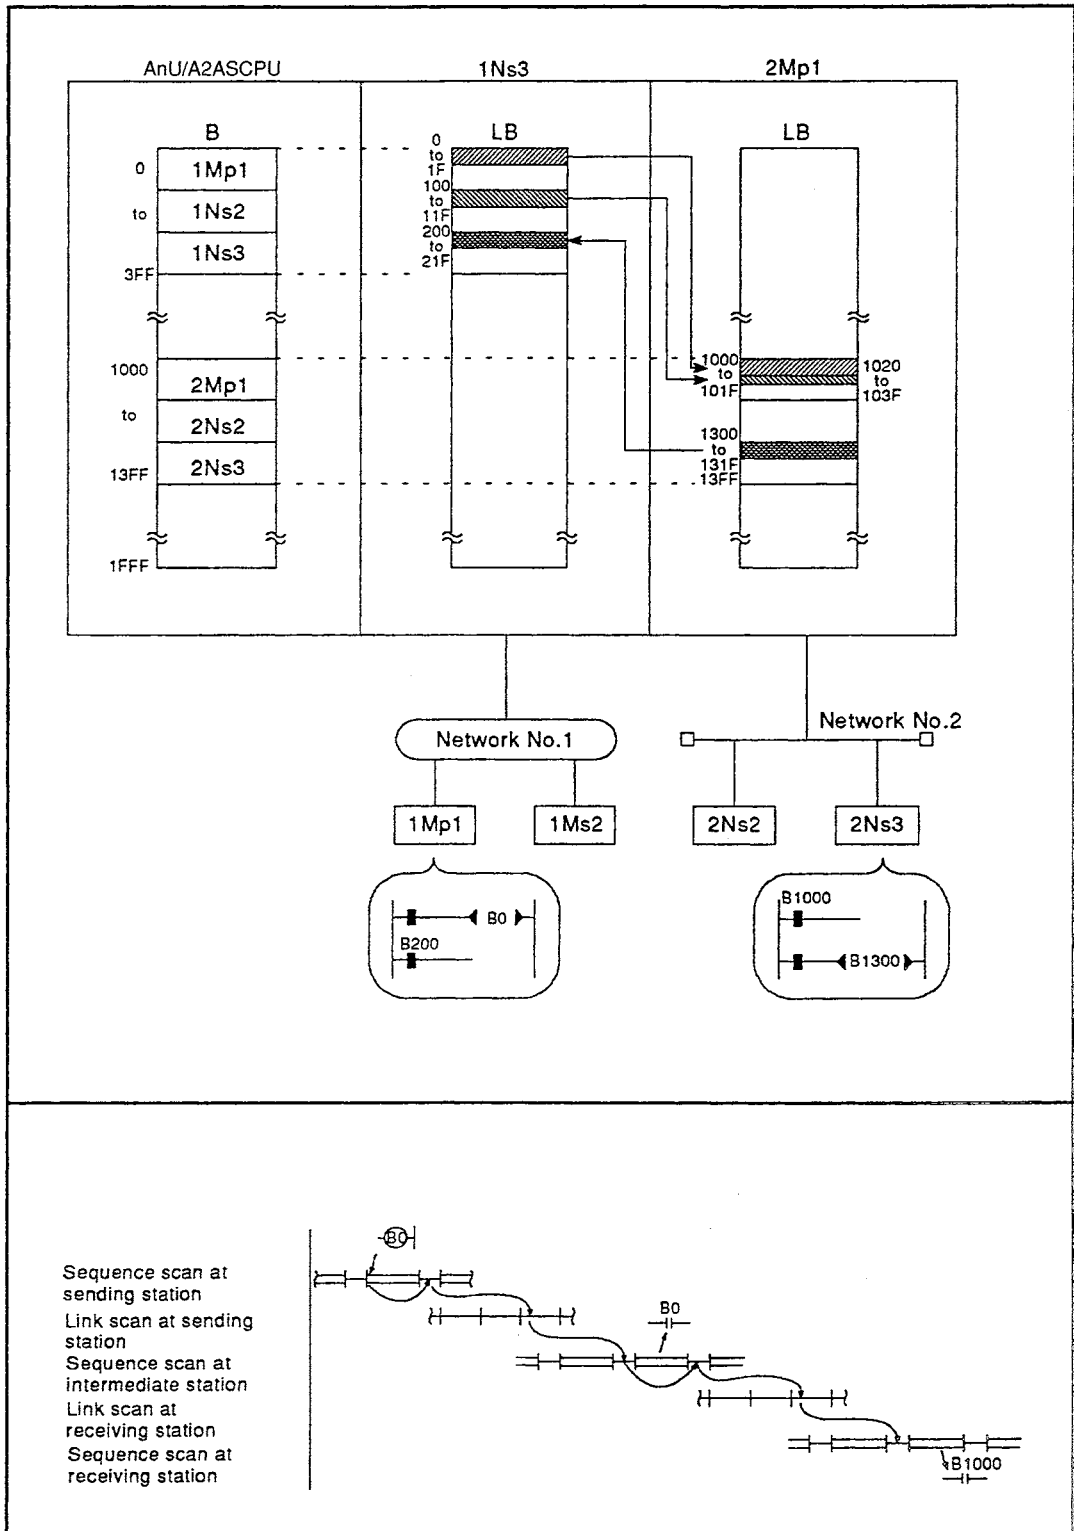 AnU/A2ASCPU
1Ns3
2Mp1
B
LB
LB
0
to
3FF
1Mp1
1Ns2
1Ns3
0
to
1F
100
to
11F
200
to
21F
1000
to
13FF
2Mp1
2Ns2
2Ns3
1000
to
101F
1020
to
103F
1300
to
131F
13FF
1FFF
Network No.1
Network No.2
1Mp1
1Ms2
2Ns2
2Ns3
B0
B200
B1000
B1300
B0
Sequence scan at
sending station
Link scan at sending
station
B0
Sequence scan at
intermediate station
Link scan at
receiving station
Sequence scan at
receiving station
B1000